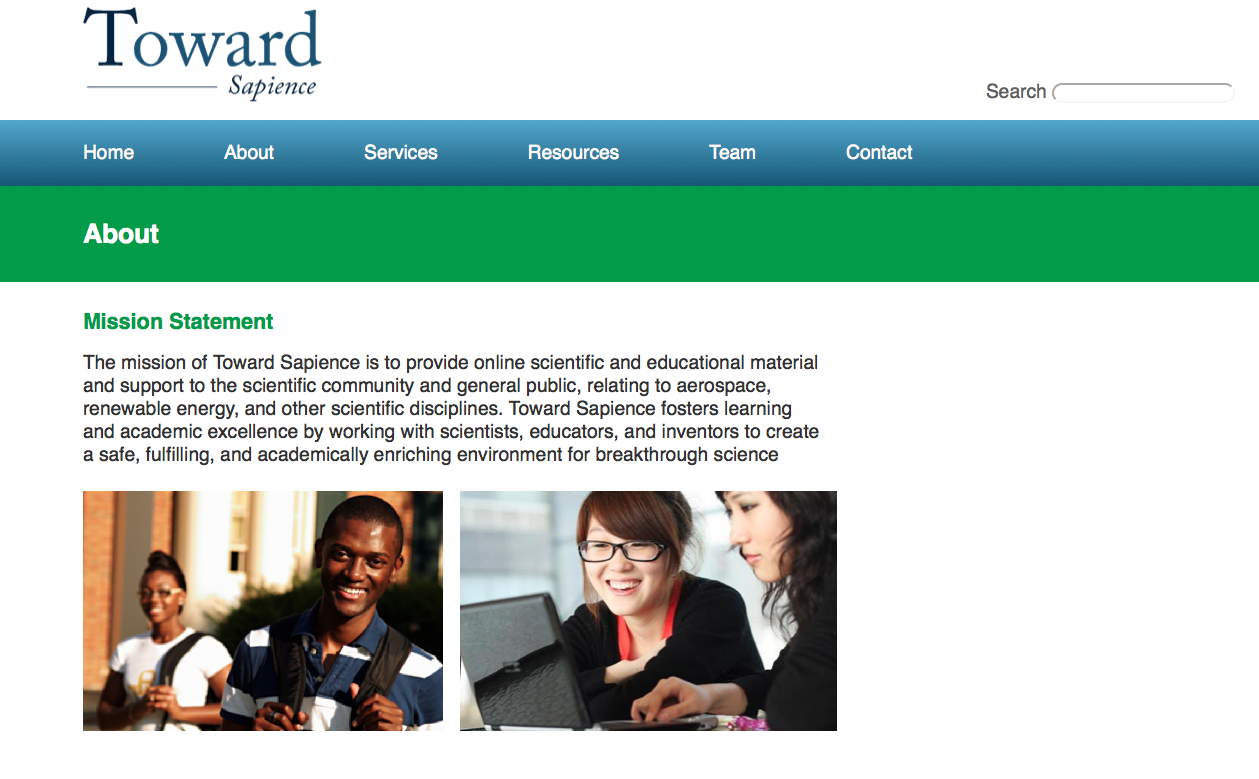 Toward
Sapience
Search
Home About Services Resources Team Contact
About
Mission Statement
The mission of Toward Sapience is to provide online scientific and educational material
and support to the scientific community and general public, relating to aerospace,
renewable energy, and other scientific disciplines. Toward Sapience fosters learning
and academic excellence by working with scientists, educators, and inventors to create
a safe, fulfilling, and academically enriching environment for breakthrough science